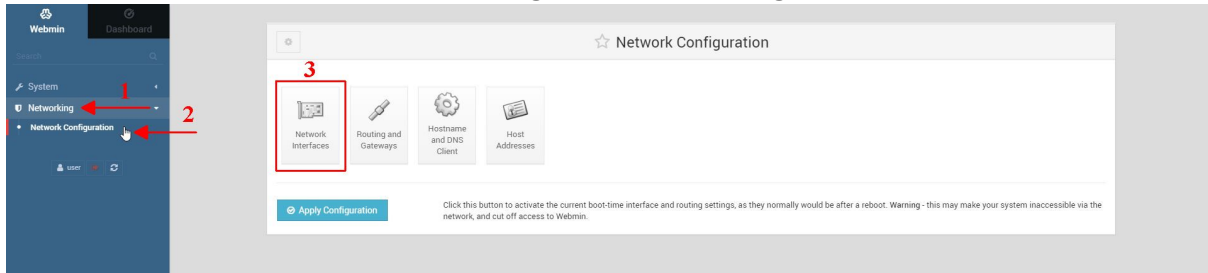 Webmin
Dashboard
Search
System
Networking
Network Configuration
user
1
2
Network Configuration
3
Network
Interfaces
Routing and
Gateways
Hostname
and DNS
Client
Host
Addresses
Apply Configuration
Click this button to activate the current boot-time interface and routing settings, as they normally would be after a reboot. Warning - this may make your system inaccessible via the
network, and cut off access to Webmin.